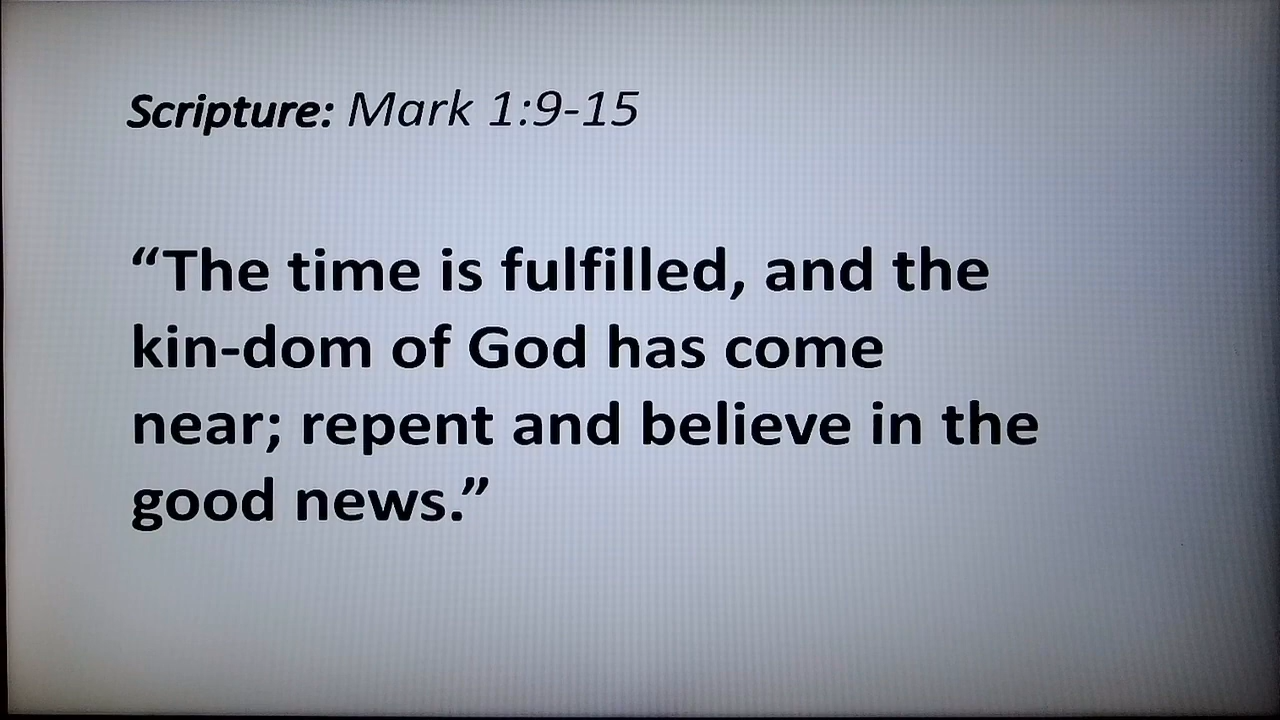 Scripture: Mark 1:9-15
“The time is fulfilled, and the
kin-dom of God has come
near; repent and believe in the
good news.”